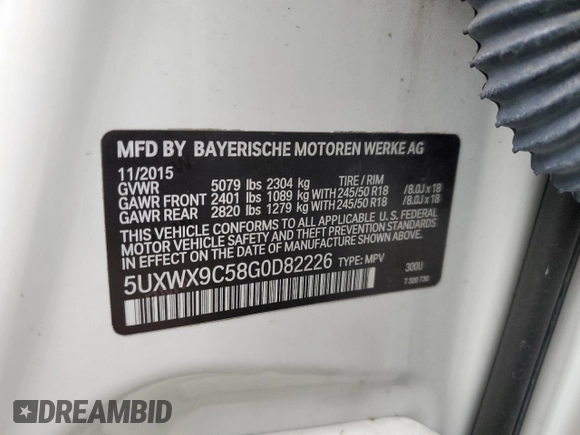 MFD BY BAYERISCHE MOTOREN WERKE AG
11/2015
GVWR 5079 lbs 2304 kg TIRE / RIM
GAWR FRONT 2401 lbs 1089 kg WITH 245/50 R18 /8.0J x 18
GAWR REAR 2820 lbs 1279 kg WITH 245/50 R18 /8.0J x 18
THIS VEHICLE CONFORMS TO ALL APPLICABLE U.S. FEDERAL
MOTOR VEHICLE SAFETY, BUMPER, AND THEFT PREVENTION STANDARDS
IN EFFECT ON THE DATE OF MANUFACTURE SHOWN ABOVE.
5UXWX9C58G0D82226 TYPE: MPV
300U
DREAMBID